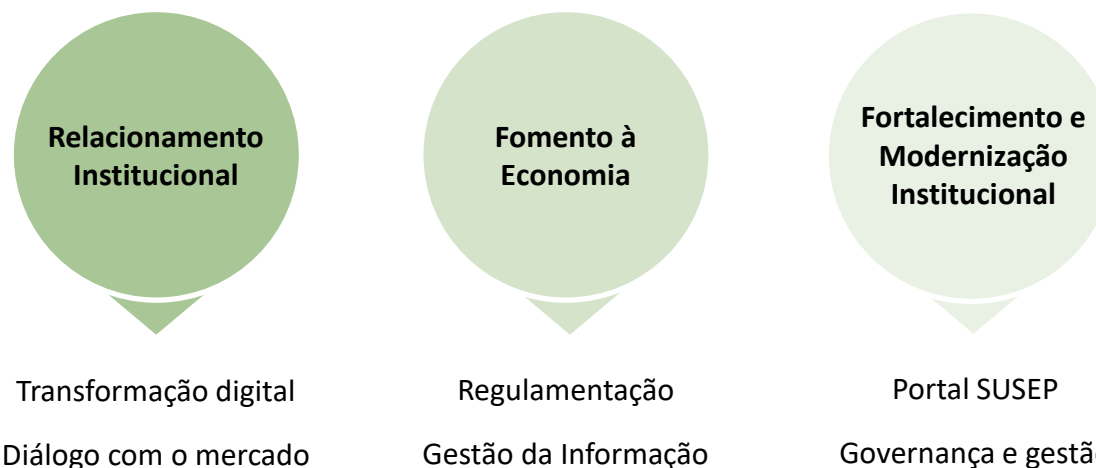 Relacionamento
Institucional
Fomento à
Economia
Fortalecimento e
Modernização
Institucional
Transformação digital
Regulamentação
Portal SUSEP
Diálogo com o mercado
Gestão da Informação
Governança e gestão